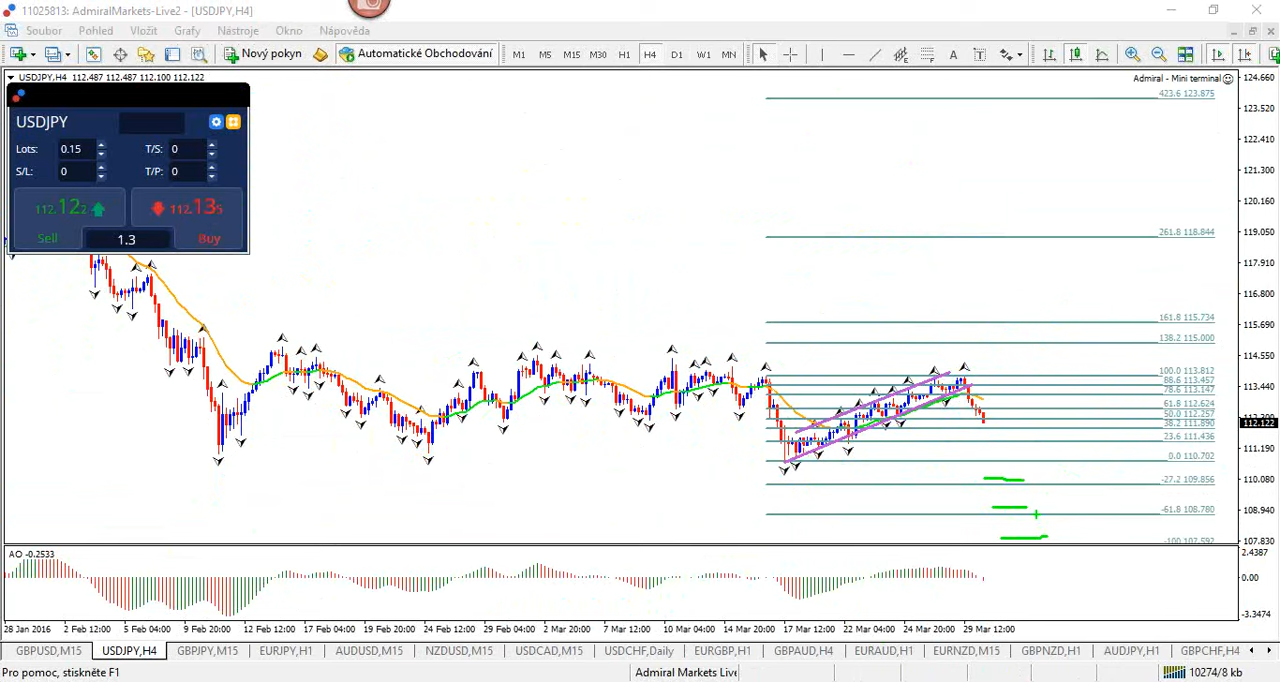 11025813: AdmiralMarkets-Live2 - [USDJPY,H4]
Soubor Pohled Vložit Grafy Nástroje Okno Nápověda
Nový pokyn Automatické Obchodování M1 M5 M15 M30 H1 H4 D1 W1 MN A T
USDJPY,H4 112.487 112.487 112.100 112.122
Admiral - Mini terminal
USDJPY
Lots: 0.15 T/S: 0
S/L: 0 T/P: 0
112.122 112.135
Sell 1.3 Buy
423.6 123.875
261.8 118.844
161.8 115.734
138.2 115.000
100.0 113.812
88.6 113.457
78.6 113.147
61.8 112.624
50.0 112.257
38.2 111.890
23.6 111.436
0.0 110.702
-27.2 109.856
-61.8 108.780
-100 107.592
124.660
123.520
122.410
121.300
120.160
119.050
117.910
116.800
115.690
114.550
113.440
112.122
111.190
110.080
108.940
107.830
AO -0.2533
2.4387
0.00
-3.3474
28 Jan 2016 2 Feb 12:00 5 Feb 04:00 9 Feb 20:00 12 Feb 12:00 17 Feb 04:00 19 Feb 20:00 24 Feb 12:00 29 Feb 04:00 2 Mar 20:00 7 Mar 12:00 10 Mar 04:00 14 Mar 20:00 17 Mar 12:00 22 Mar 04:00 24 Mar 20:00 29 Mar 12:00
GBPUSD,M15 USDJPY,H4 GBPJPY,M15 EURJPY,H1 AUDUSD,M15 NZDUSD,M15 USDCAD,M15 USDCHF,Daily EURGBP,H1 GBPAUD,H4 EURAUD,H1 EURNZD,M15 GBPNZD,H1 AUDJPY,H1 GBPCHF,H4
Pro pomoc, stiskněte F1 Admiral Markets Live 10274/8 kb